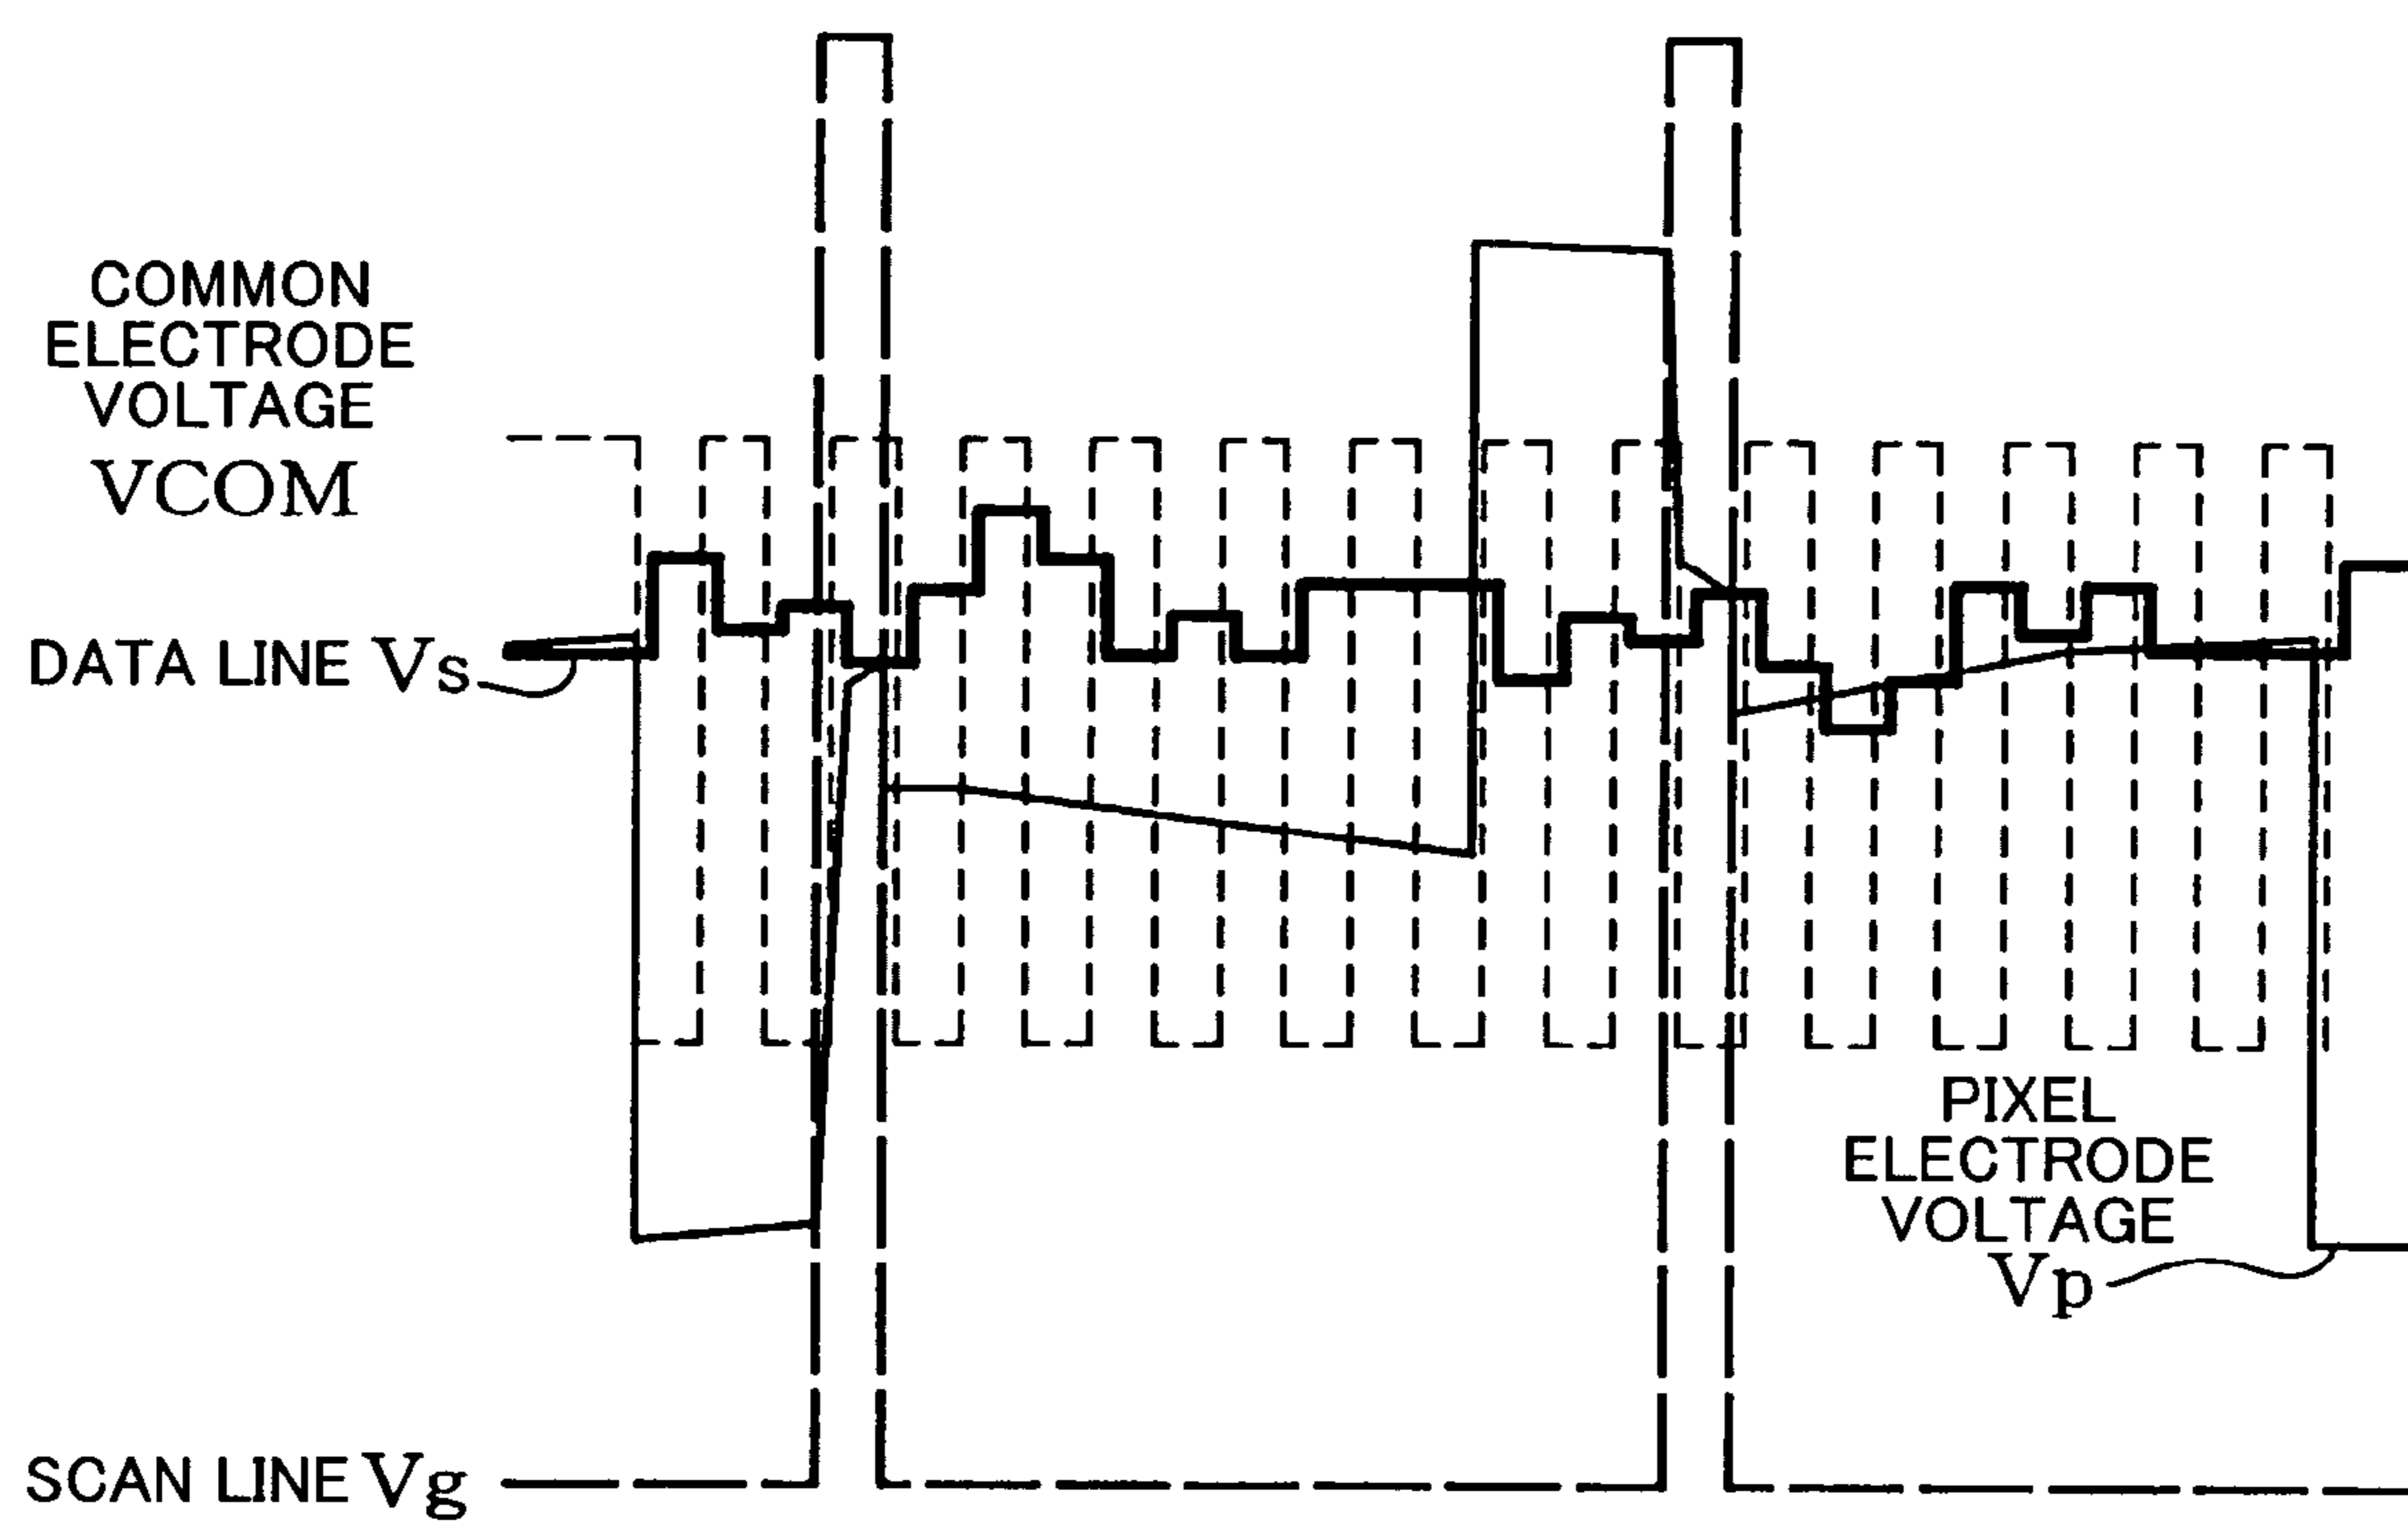 COMMON
ELECTRODE
VOLTAGE
VCOM
DATA LINE Vs
PIXEL
ELECTRODE
VOLTAGE
Vp
SCAN LINE Vg